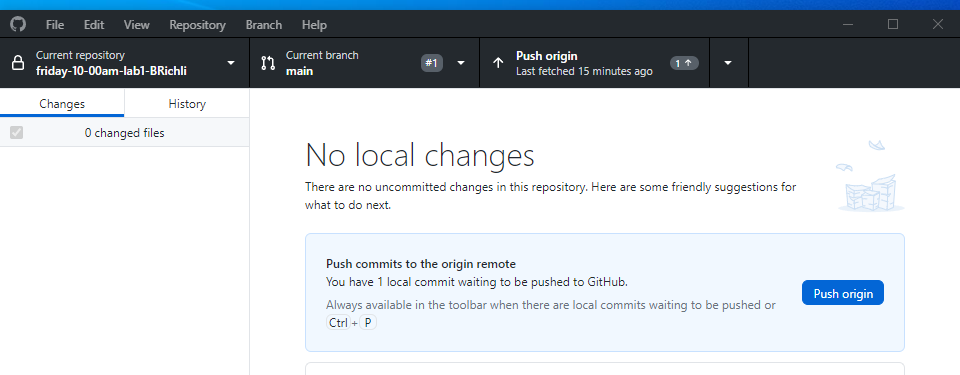 File Edit View Repository Branch Help
Current repository
friday-10-00am-lab1-BRichli
Current branch
main
#1
Push origin
Last fetched 15 minutes ago
1
Changes
History
0 changed files
No local changes
There are no uncommitted changes in this repository. Here are some friendly suggestions for
what to do next.
Push commits to the origin remote
You have 1 local commit waiting to be pushed to GitHub.
Always available in the toolbar when there are local commits waiting to be pushed or
Ctrl + P
Push origin